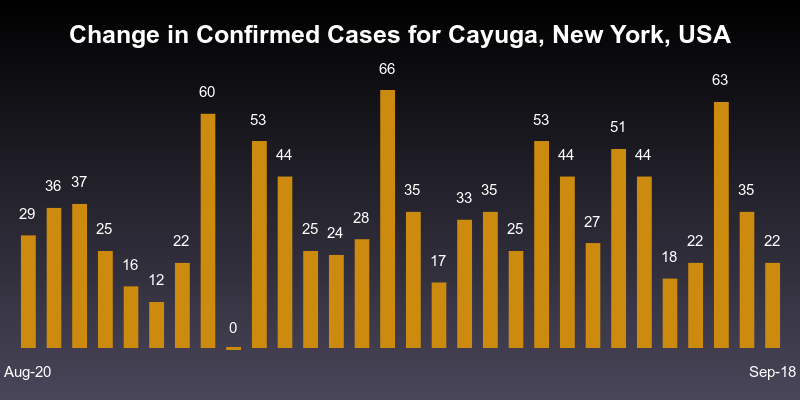 Change in Confirmed Cases for Cayuga, New York, USA
29 36 37 25 16 12 22 60 0 53 44 25 24 28 66 35 17 33 35 25 53 44 27 51 44 18 22 63 35 22
Aug-20 Sep-18